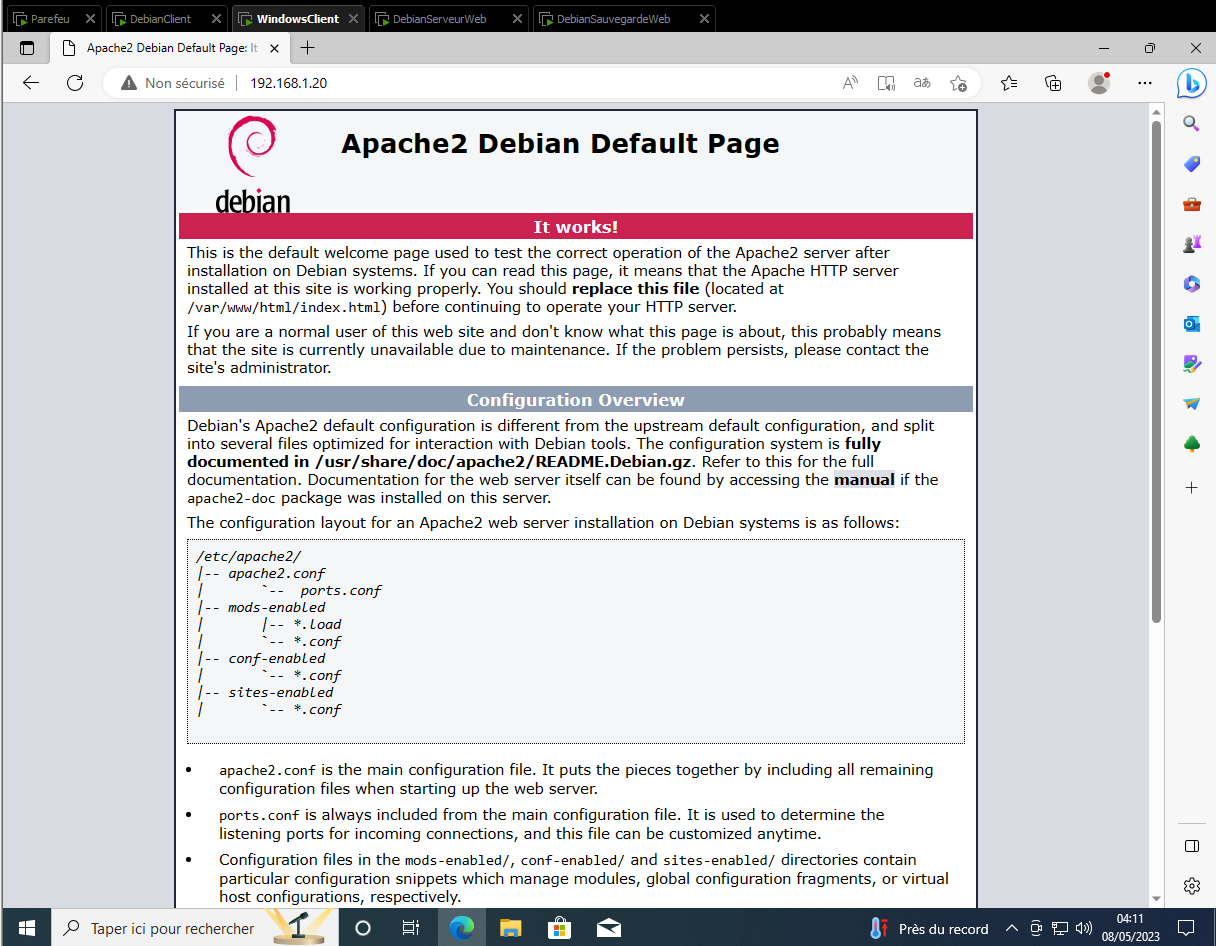 Parefeu
DebianClient
WindowsClient
DebianServeurWeb
DebianSauvegardeWeb
Apache2 Debian Default Page: It
Non sécurisé
192.168.1.20
debian
Apache2 Debian Default Page
It works!
This is the default welcome page used to test the correct operation of the Apache2 server after
installation on Debian systems. If you can read this page, it means that the Apache HTTP server
installed at this site is working properly. You should replace this file (located at
/var/www/html/index.html) before continuing to operate your HTTP server.
If you are a normal user of this web site and don't know what this page is about, this probably means
that the site is currently unavailable due to maintenance. If the problem persists, please contact the
site's administrator.
Configuration Overview
Debian's Apache2 default configuration is different from the upstream default configuration, and split
into several files optimized for interaction with Debian tools. The configuration system is fully
documented in /usr/share/doc/apache2/README.Debian.gz. Refer to this for the full
documentation. Documentation for the web server itself can be found by accessing the manual if the
apache2-doc package was installed on this server.
The configuration layout for an Apache2 web server installation on Debian systems is as follows:
/etc/apache2/
|-- apache2.conf
|       `--  ports.conf
|-- mods-enabled
|       |-- *.load
|       `-- *.conf
|-- conf-enabled
|       `-- *.conf
|-- sites-enabled
|       `-- *.conf
• apache2.conf is the main configuration file. It puts the pieces together by including all remaining
configuration files when starting up the web server.
• ports.conf is always included from the main configuration file. It is used to determine the
listening ports for incoming connections, and this file can be customized anytime.
• Configuration files in the mods-enabled/, conf-enabled/ and sites-enabled/ directories contain
particular configuration snippets which manage modules, global configuration fragments, or virtual
host configurations, respectively.
Taper ici pour rechercher
Près du record
04:11
08/05/2023